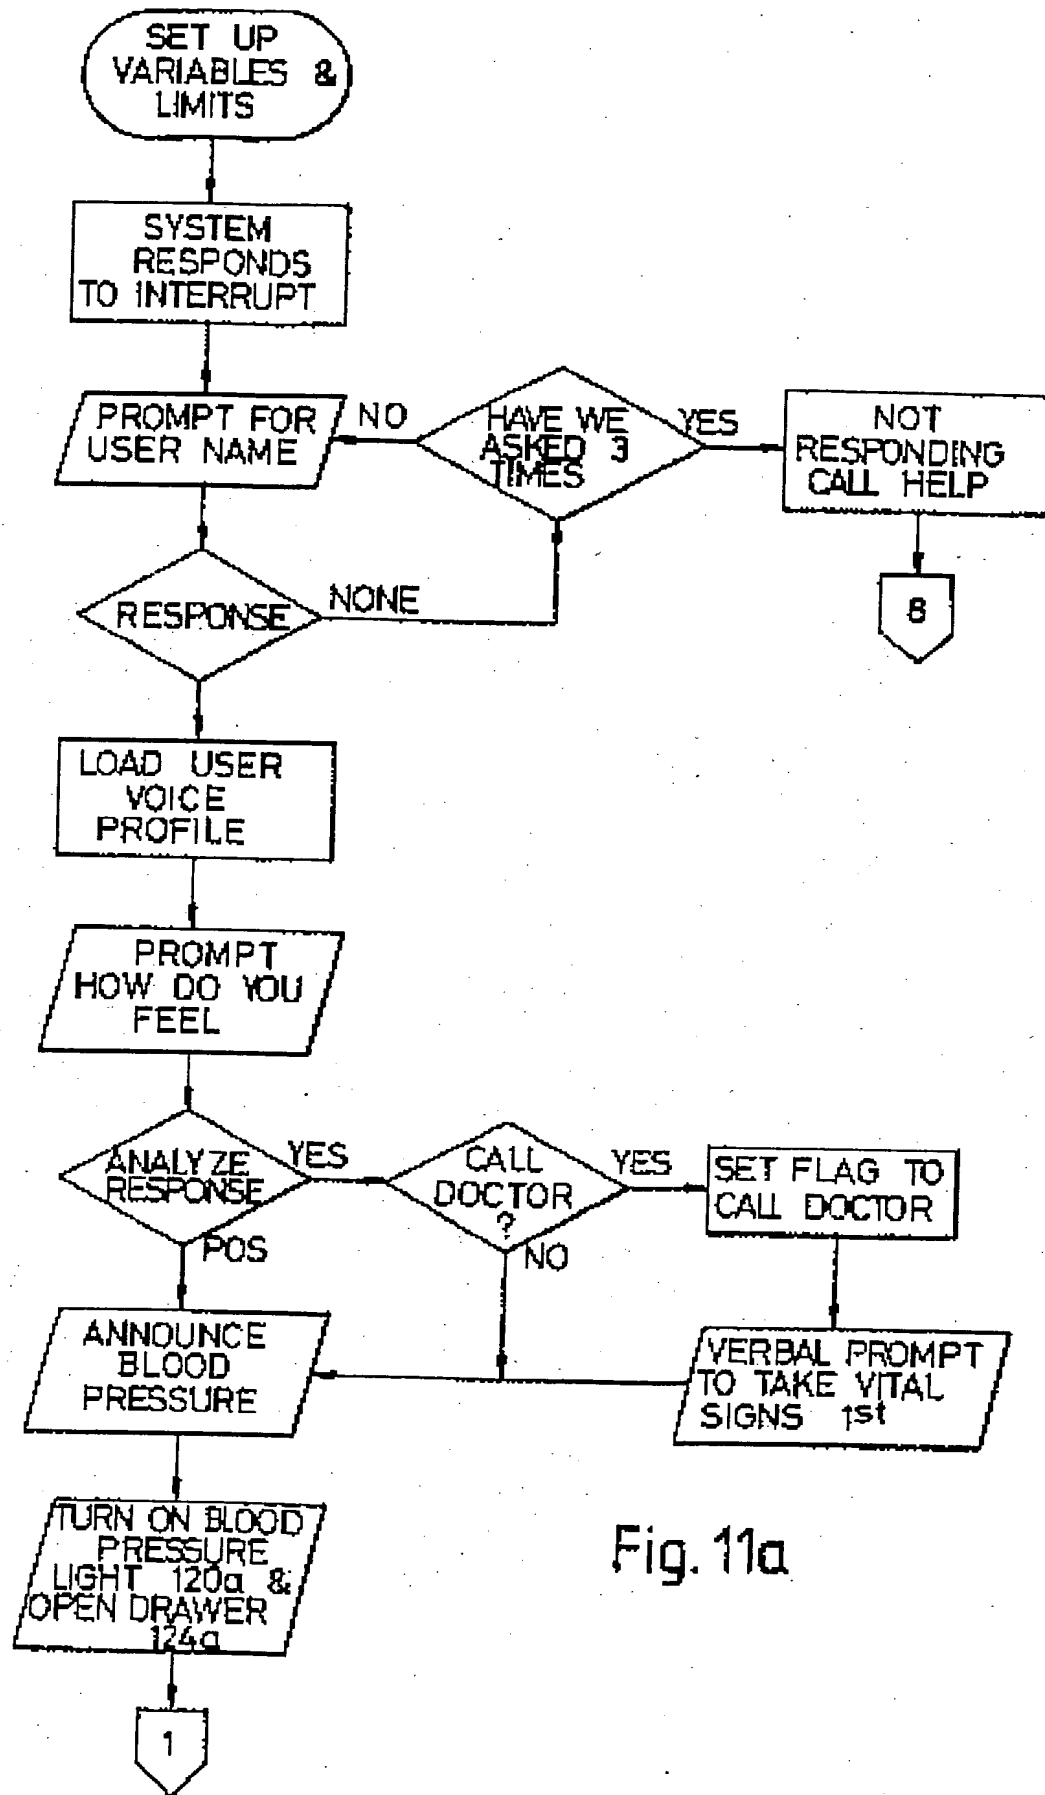 SET UP
VARIABLES &
LIMITS
SYSTEM
RESPONDS
TO INTERRUPT
PROMPT FOR
USER NAME
NO
HAVE WE
ASKED 3
TIMES
YES
NOT
RESPONDING
CALL HELP
8
RESPONSE
NONE
LOAD USER
VOICE
PROFILE
PROMPT
HOW DO YOU
FEEL
ANALYZE
RESPONSE
YES
POS
CALL
DOCTOR
?
YES
NO
SET FLAG TO
CALL DOCTOR
ANNOUNCE
BLOOD
PRESSURE
VERBAL PROMPT
TO TAKE VITAL
SIGNS 1st
TURN ON BLOOD
PRESSURE
LIGHT 120a &
OPEN DRAWER
124a
1
Fig. 11a